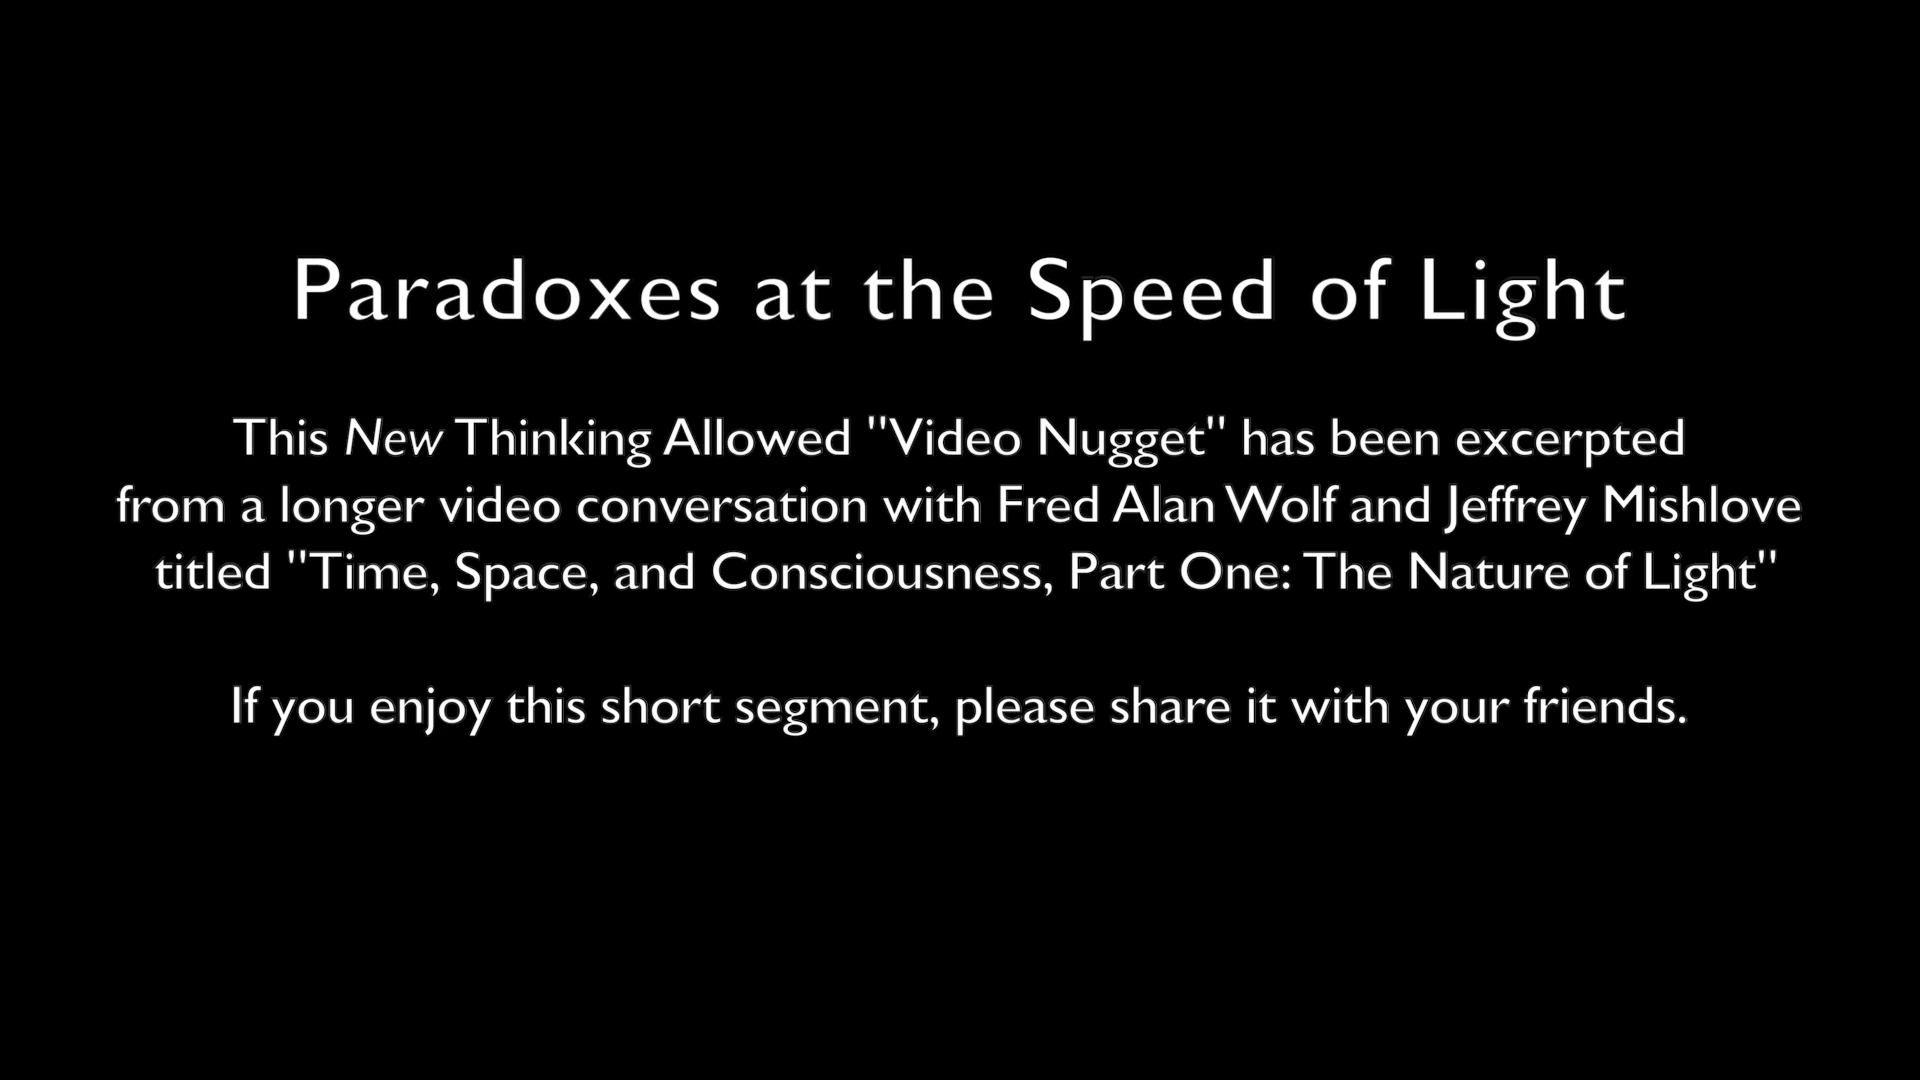 Paradoxes at the Speed of Light
This New Thinking Allowed "Video Nugget" has been excerpted
from a longer video conversation with Fred Alan Wolf and Jeffrey Mishlove
titled "Time, Space, and Consciousness, Part One: The Nature of Light"
If you enjoy this short segment, please share it with your friends.